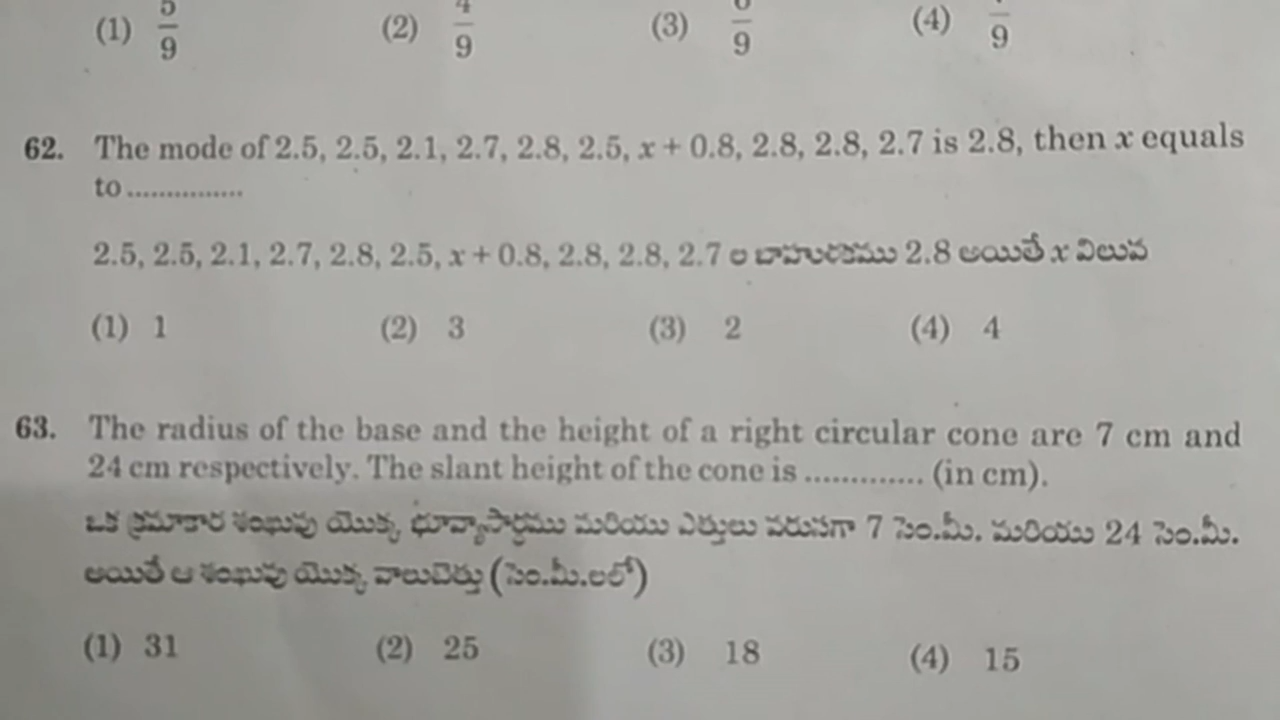 (1) 5/9 (2) 4/9 (3) 6/9 (4) /9
62. The mode of 2.5, 2.5, 2.1, 2.7, 2.8, 2.5, x + 0.8, 2.8, 2.8, 2.7 is 2.8, then x equals
to ...............
2.5, 2.5, 2.1, 2.7, 2.8, 2.5, x + 0.8, 2.8, 2.8, 2.7 ల బాహుళకము 2.8 అయితే x విలువ
(1) 1 (2) 3 (3) 2 (4) 4
63. The radius of the base and the height of a right circular cone are 7 cm and
24 cm respectively. The slant height of the cone is ............. (in cm).
ఒక క్రమాకార శంఖువు యొక్క భూవ్యాసార్థము మరియు ఎత్తులు వరుసగా 7 సెం.మీ. మరియు 24 సెం.మీ.
అయితే ఆ శంఖువు యొక్క వాలుఎత్తు (సెం.మీ.లలో)
(1) 31 (2) 25 (3) 18 (4) 15